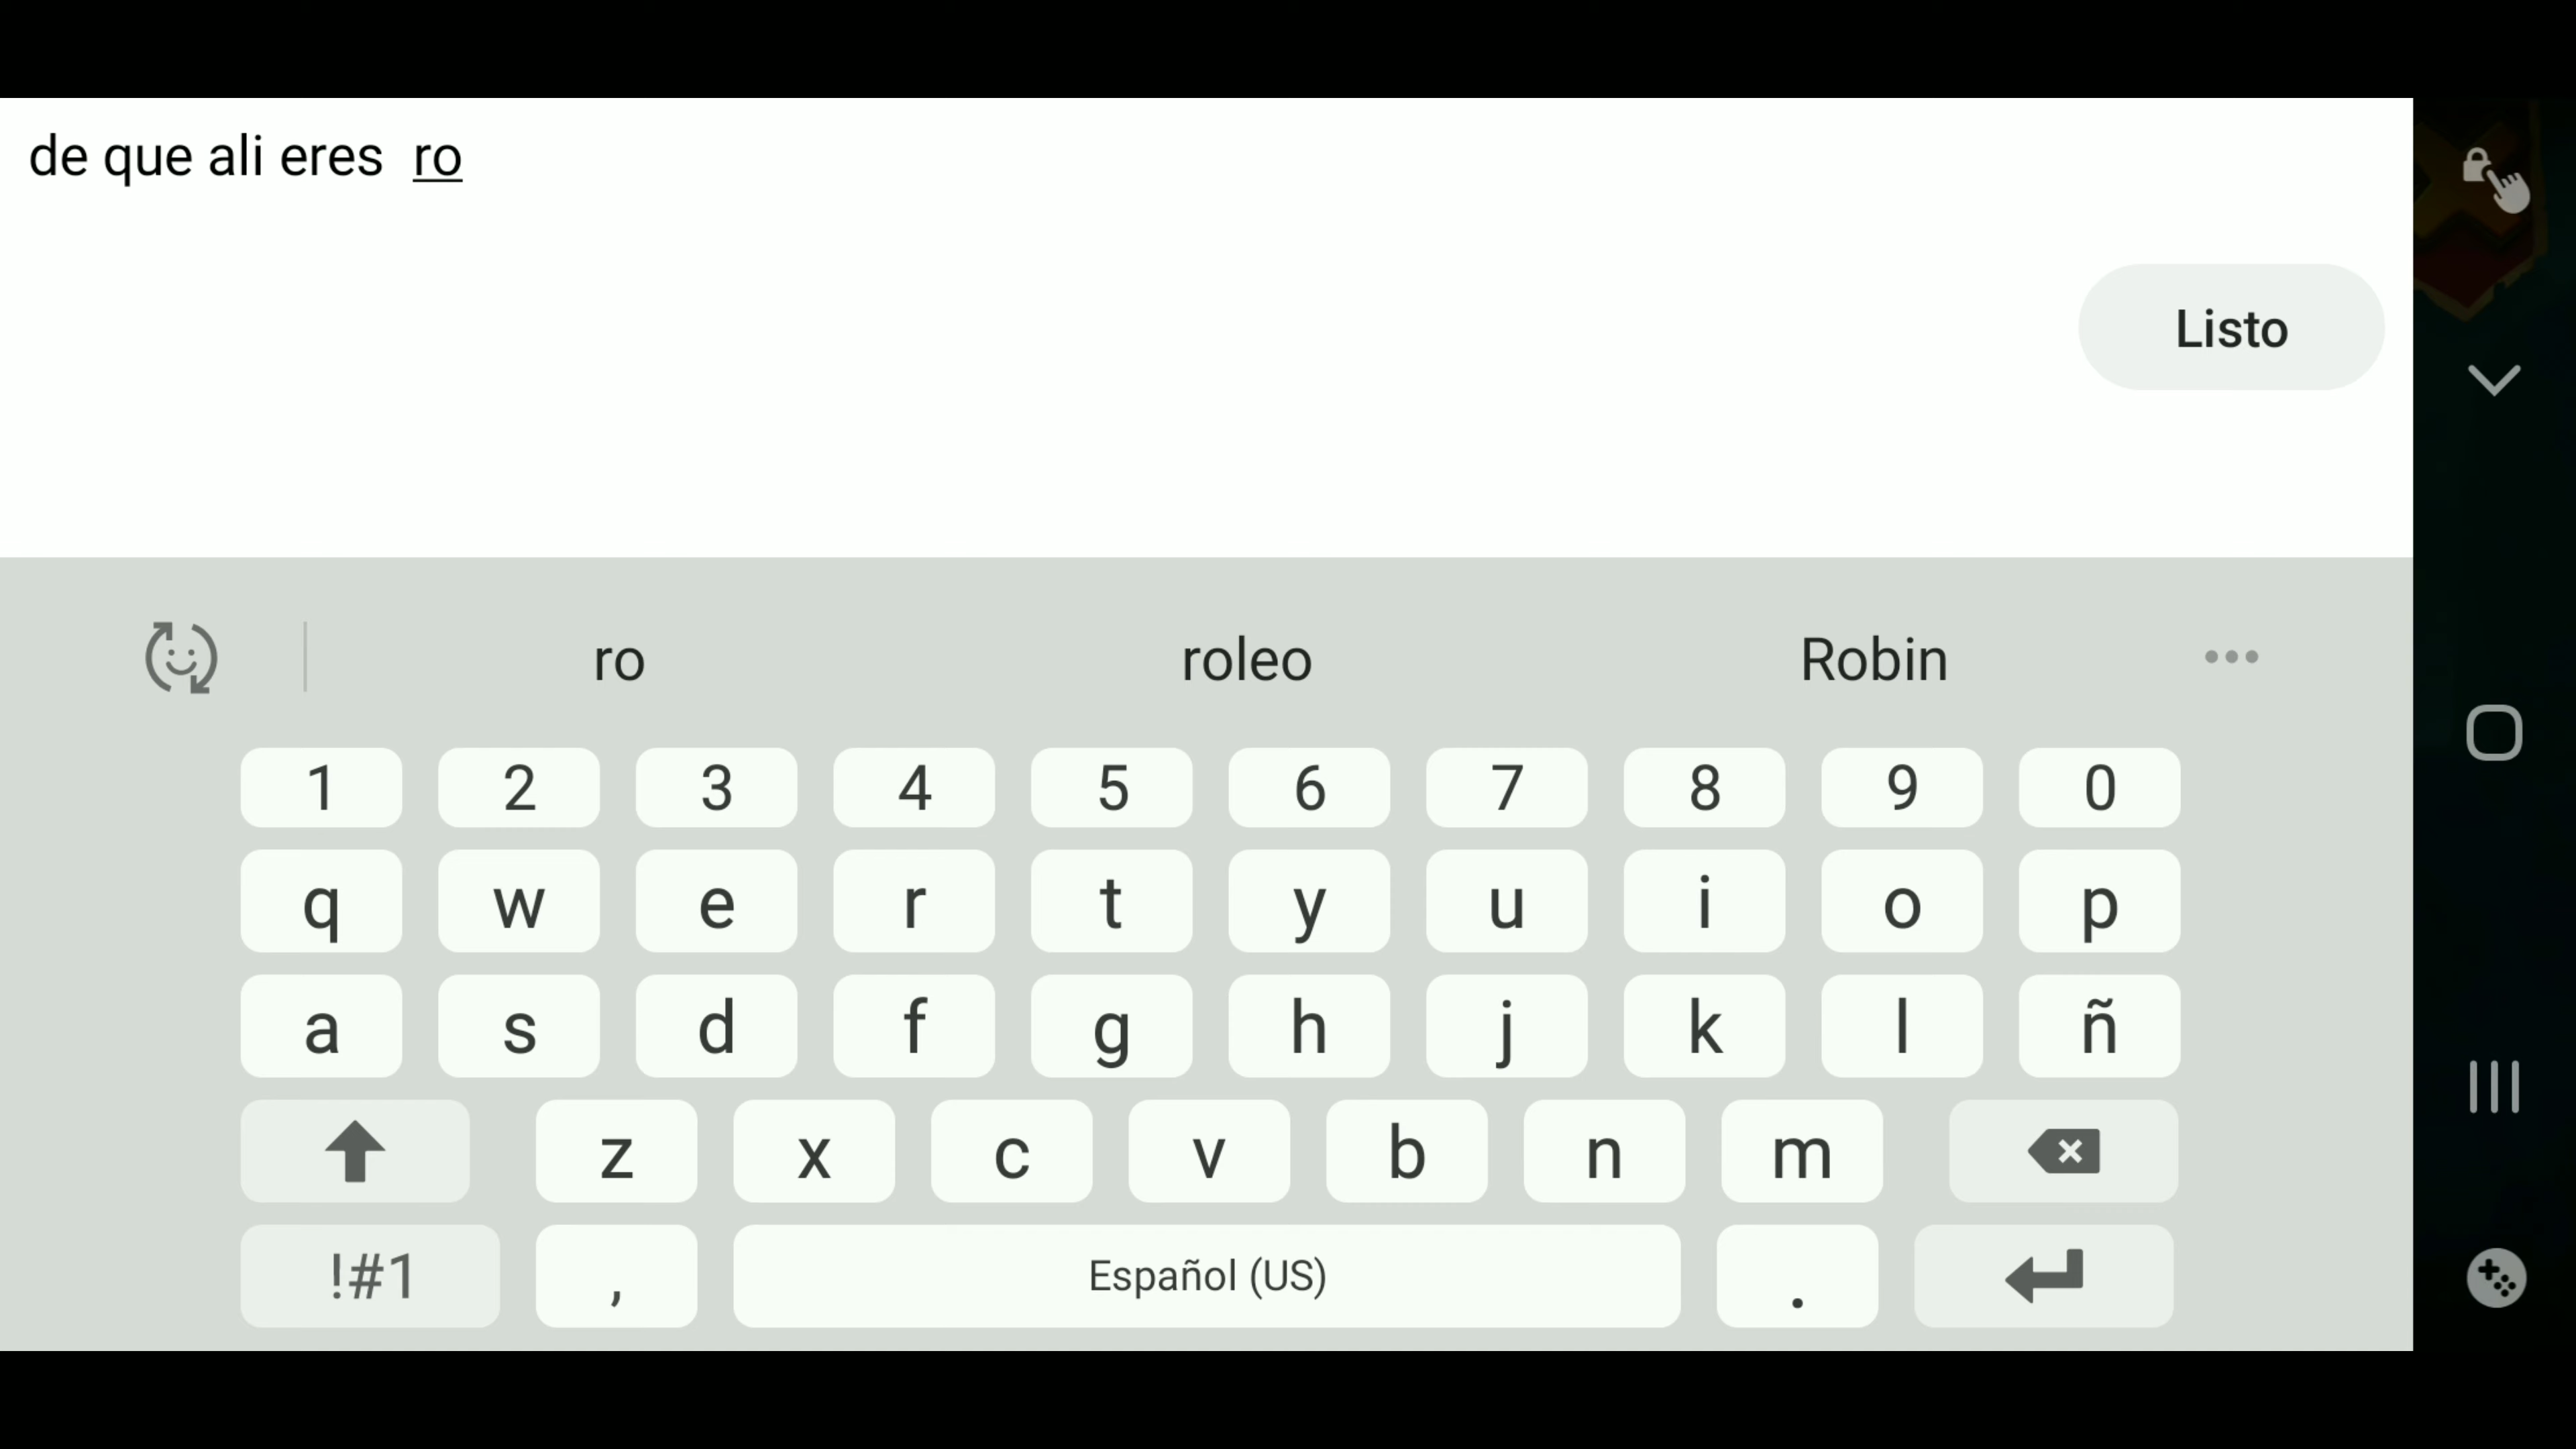 de que ali eres  ro
Listo
ro roleo Robin
1 2 3 4 5 6 7 8 9 0
q w e r t y u i o p
a s d f g h j k l ñ
z x c v b n m
!#1 , Español (US) .